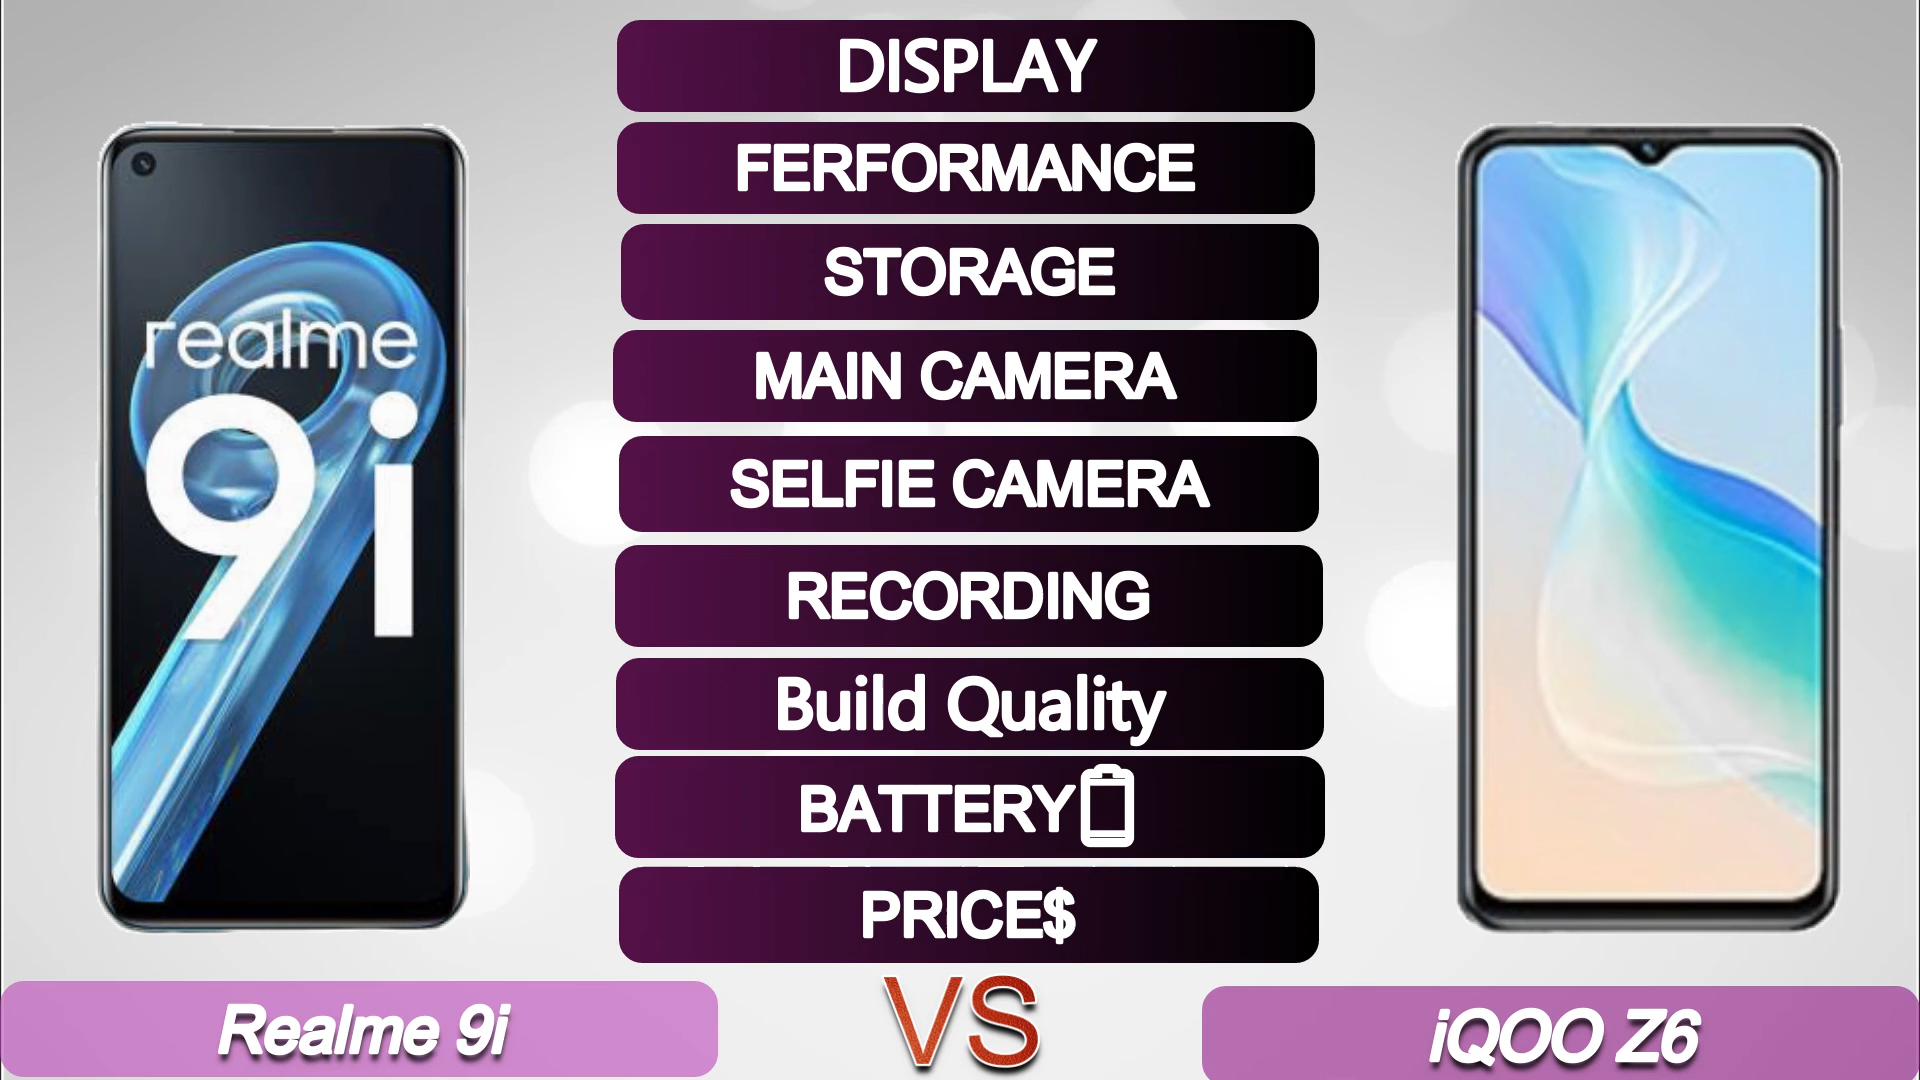 DISPLAY
FERFORMANCE
STORAGE
MAIN CAMERA
SELFIE CAMERA
RECORDING
Build Quality
BATTERY
PRICE$
realme
9i
Realme 9i
VS
iQOO Z6